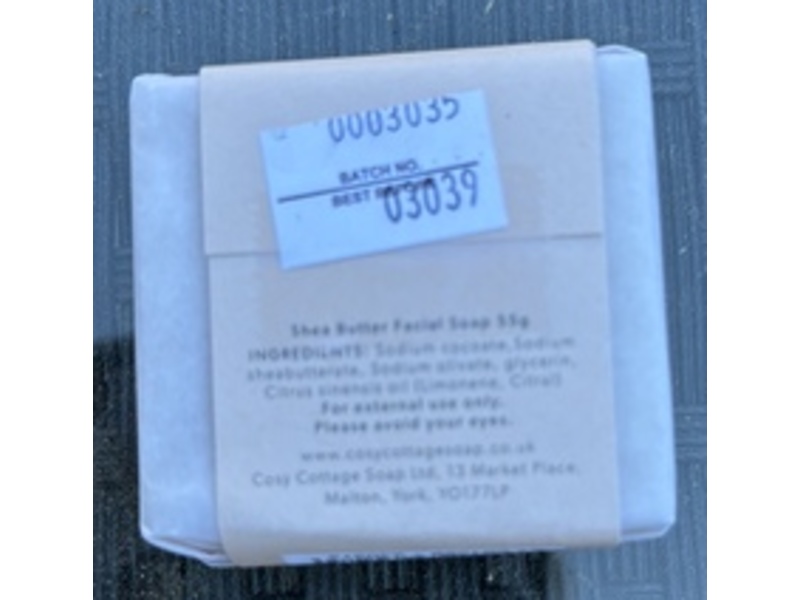 0003035
BATCH NO.
BEST
03039
Shea Butter Facial Soap 55g
INGREDILNTS: Sodium cocoate, Sodium
sheabutterate, Sodium olivate, glycerin,
Citrus sinensis oil (Limonene, Citral)
For external use only.
Please avoid your eyes.
www.cosycottagesoap.co.uk
Cosy Cottage Soap Ltd, 13 Market Place,
Malton, York, YO177LP